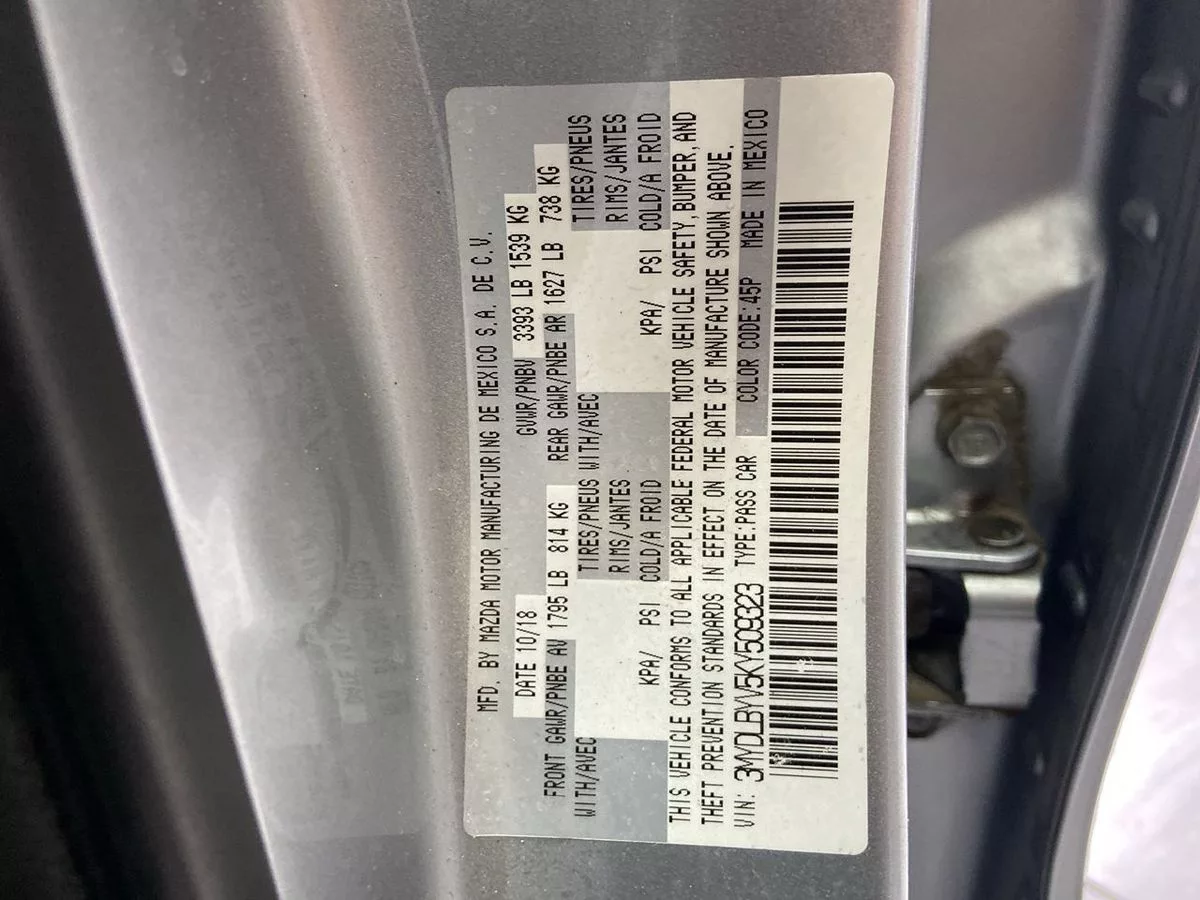 MFD. BY MAZDA MOTOR MANUFACTURING DE MEXICO S.A. DE C.V.
DATE 10/18 GVWR/PNBV 3393 LB 1539 KG
FRONT GAWR/PNBE AV 1795 LB 814 KG REAR GAWR/PNBE AR 1627 LB 738 KG
WITH/AVEC TIRES/PNEUS WITH/AVEC TIRES/PNEUS
RIMS/JANTES RIMS/JANTES
KPA/ PSI COLD/A FROID KPA/ PSI COLD/A FROID
THIS VEHICLE CONFORMS TO ALL APPLICABLE FEDERAL MOTOR VEHICLE SAFETY, BUMPER, AND
THEFT PREVENTION STANDARDS IN EFFECT ON THE DATE OF MANUFACTURE SHOWN ABOVE.
VIN: 3MYDLBYV5KY509323 TYPE:PASS CAR COLOR CODE:45P MADE IN MEXICO